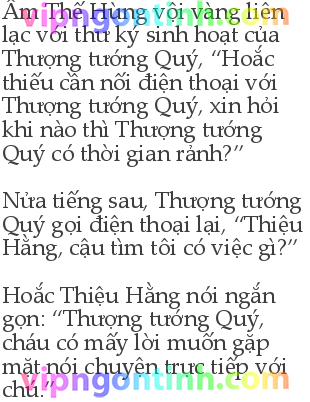 Âm Thế Hùng vội vàng liên
lạc với thư ký sinh hoạt của
Thượng tướng Quý, “Hoắc
thiếu cần nối điện thoại với
Thượng tướng Quý, xin hỏi
khi nào thì Thượng tướng
Quý có thời gian rảnh?”
Nửa tiếng sau, Thượng tướng
Quý gọi điện thoại lại, “Thiệu
Hằng, cậu tìm tôi có việc gì?”
Hoắc Thiệu Hằng nói ngắn
gọn: “Thượng tướng Quý,
cháu có mấy lời muốn gặp
mặt nói chuyện trực tiếp với
chú.”
vipngontinh.com
vipngontinh.com